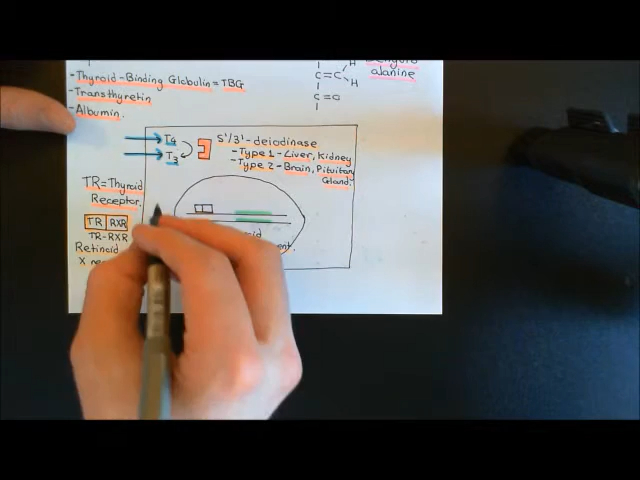 -Thyroid-Binding Globulin = TBG
-Transthyretin
-Albumin.
alanine
H
C=C
H
C=O
T4
T3
5'/3'-deiodinase
-Type 1-Liver, Kidney
-Type 2-Brain, Pituitary
Gland.
TR=Thyroid
Receptor.
TR RXR
TR-RXR
Retinoid
X